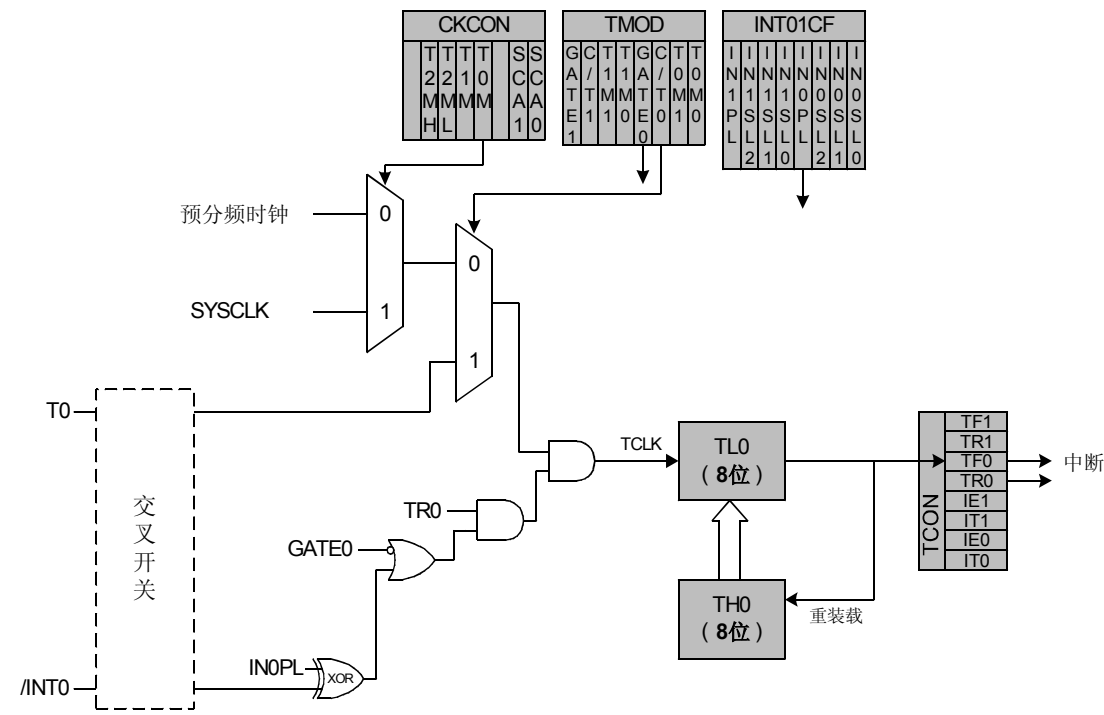 CKCON
TMOD
INT01CF
T2MH
T2ML
T1M
T0M
SCA1
SCA0
GATE1
C/T1
T1M1
T1M0
GATE0
C/T0
T0M1
T0M0
IN1PL
IN1SL2
IN1SL1
IN1SL0
IN0PL
IN0SL2
IN0SL1
IN0SL0
预分频时钟
0
SYSCLK
1
0
1
T0
交叉开关
/INT0
TR0
GATE0
IN0PL
XOR
TCLK
TL0
（8位）
TH0
（8位）
重装载
TCON
TF1
TR1
TF0
TR0
IE1
IT1
IE0
IT0
中断